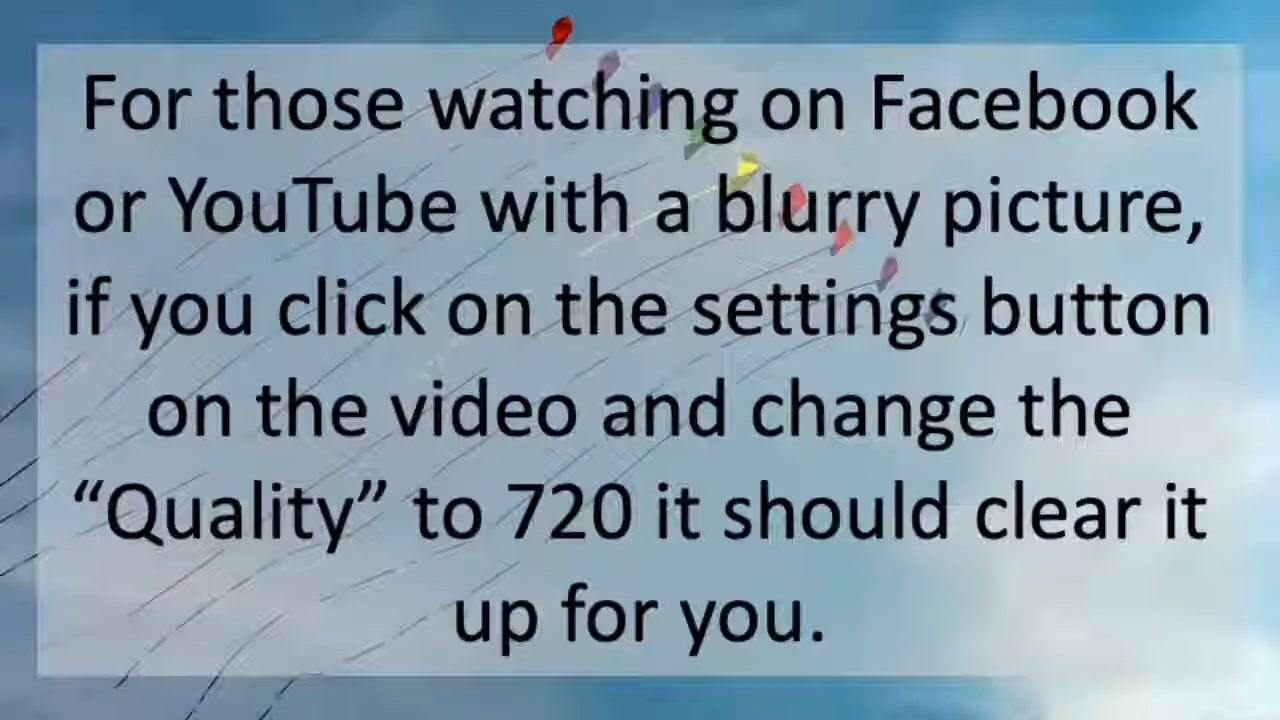 For those watching on Facebook
or YouTube with a blurry picture,
if you click on the settings button
on the video and change the
“Quality” to 720 it should clear it
up for you.